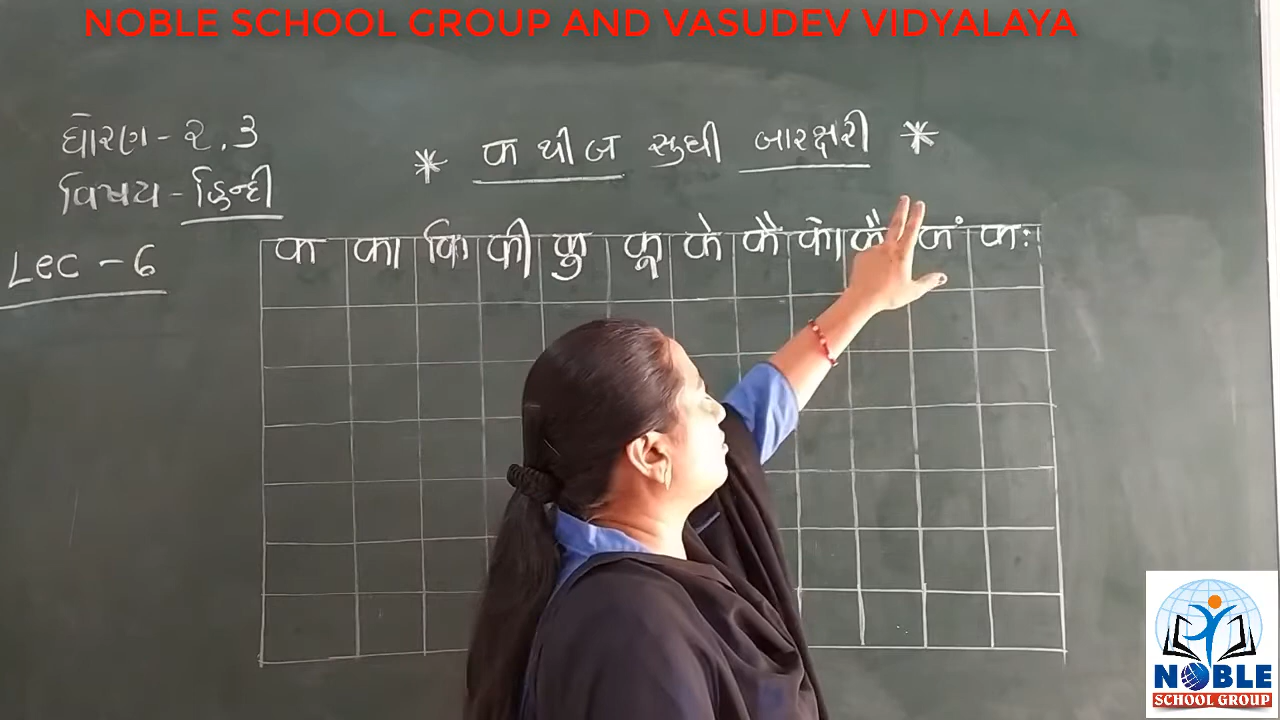 NOBLE SCHOOL GROUP AND VASUDEV VIDYALAYA
ધોરણ - ૨, ૩
વિષય - હિન્દી
Lec - 6
* क થી ज સુધી બારક્ષરી *
क का कि की कु कू के कै को कौ कं कः
NOBLE
SCHOOL GROUP